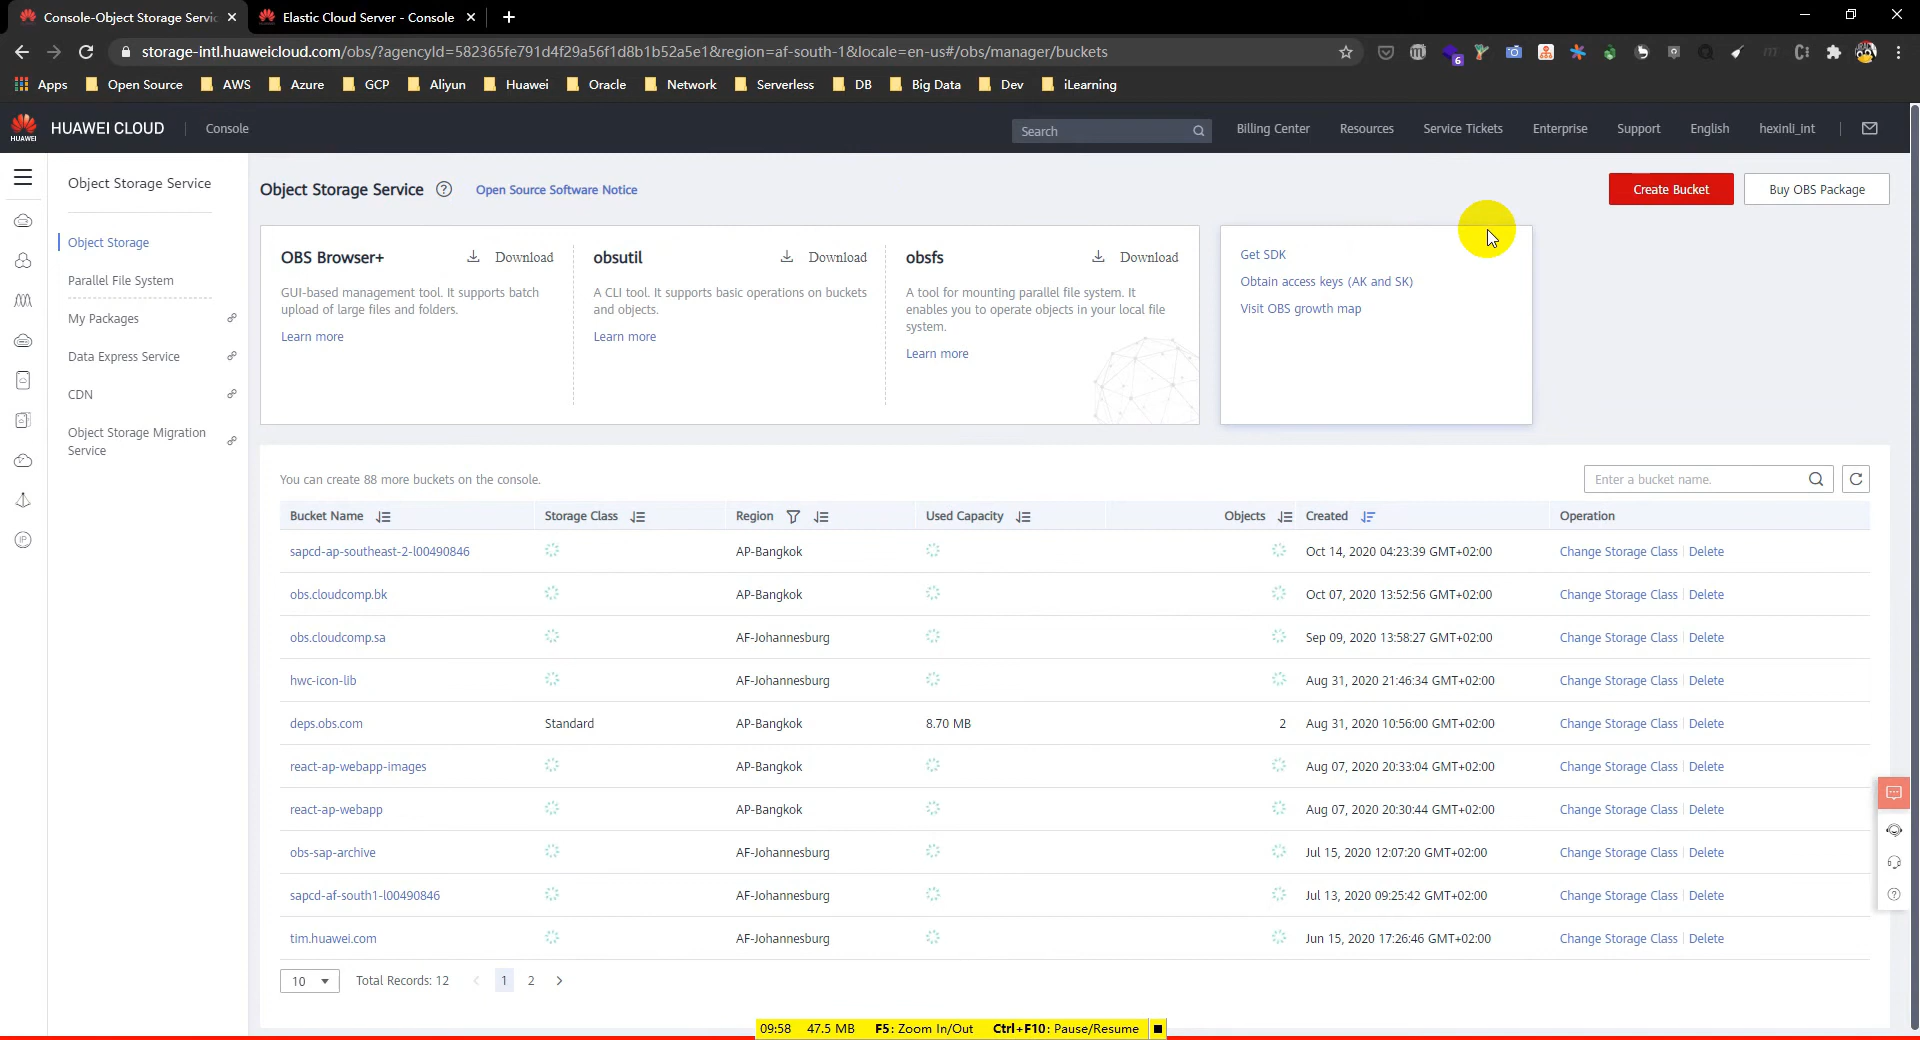 Console-Object Storage Servic
Elastic Cloud Server - Console
storage-intl.huaweicloud.com/obs/?agencyId=582365fe791d4f29a56f1d8b1b52a5e1&region=af-south-1&locale=en-us#/obs/manager/buckets
6
Apps Open Source AWS Azure GCP Aliyun Huawei Oracle Network Serverless DB Big Data Dev iLearning
HUAWEI
HUAWEI CLOUD Console Search Billing Center Resources Service Tickets Enterprise Support English hexinli_int
Object Storage Service
Object Storage
Parallel File System
My Packages
Data Express Service
CDN
Object Storage Migration
Service
Object Storage Service Open Source Software Notice Create Bucket Buy OBS Package
OBS Browser+ Download
GUI-based management tool. It supports batch
upload of large files and folders.
Learn more
obsutil Download
A CLI tool. It supports basic operations on buckets
and objects.
Learn more
obsfs Download
A tool for mounting parallel file system. It
enables you to operate objects in your local file
system.
Learn more
Get SDK
Obtain access keys (AK and SK)
Visit OBS growth map
You can create 88 more buckets on the console. Enter a bucket name.
Bucket Name Storage Class Region Used Capacity Objects Created Operation
sapcd-ap-southeast-2-l00490846 AP-Bangkok Oct 14, 2020 04:23:39 GMT+02:00 Change Storage Class Delete
obs.cloudcomp.bk AP-Bangkok Oct 07, 2020 13:52:56 GMT+02:00 Change Storage Class Delete
obs.cloudcomp.sa AF-Johannesburg Sep 09, 2020 13:58:27 GMT+02:00 Change Storage Class Delete
hwc-icon-lib AF-Johannesburg Aug 31, 2020 21:46:34 GMT+02:00 Change Storage Class Delete
deps.obs.com Standard AP-Bangkok 8.70 MB 2 Aug 31, 2020 10:56:00 GMT+02:00 Change Storage Class Delete
react-ap-webapp-images AP-Bangkok Aug 07, 2020 20:33:04 GMT+02:00 Change Storage Class Delete
react-ap-webapp AP-Bangkok Aug 07, 2020 20:30:44 GMT+02:00 Change Storage Class Delete
obs-sap-archive AF-Johannesburg Jul 15, 2020 12:07:20 GMT+02:00 Change Storage Class Delete
sapcd-af-south1-l00490846 AF-Johannesburg Jul 13, 2020 09:25:42 GMT+02:00 Change Storage Class Delete
tim.huawei.com AF-Johannesburg Jun 15, 2020 17:26:46 GMT+02:00 Change Storage Class Delete
10 Total Records: 12 < 1 2 >
09:58 47.5 MB F5: Zoom In/Out Ctrl+F10: Pause/Resume